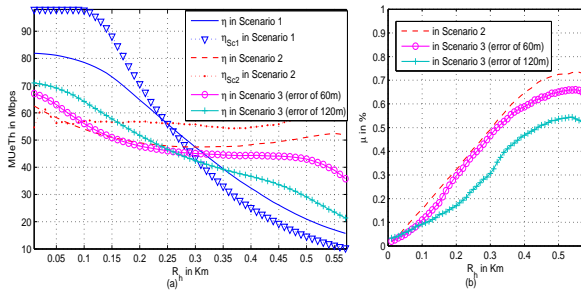 MUeTh in Mbps
90
80
70
60
50
40
30
20
10
0.05 0.1 0.15 0.2 0.25 0.3 0.35 0.4 0.45 0.5 0.55
R_h in Km
(a)
η in Scenario 1
η_Sc1 in Scenario 1
η in Scenario 2
η_Sc2 in Scenario 2
η in Scenario 3 (error of 60m)
η in Scenario 3 (error of 120m)
μ in %
1
0.9
0.8
0.7
0.6
0.5
0.4
0.3
0.2
0.1
0
0 0.1 0.2 0.3 0.4 0.5
R_h in Km
(b)
in Scenario 2
in Scenario 3 (error of 60m)
in Scenario 3 (error of 120m)